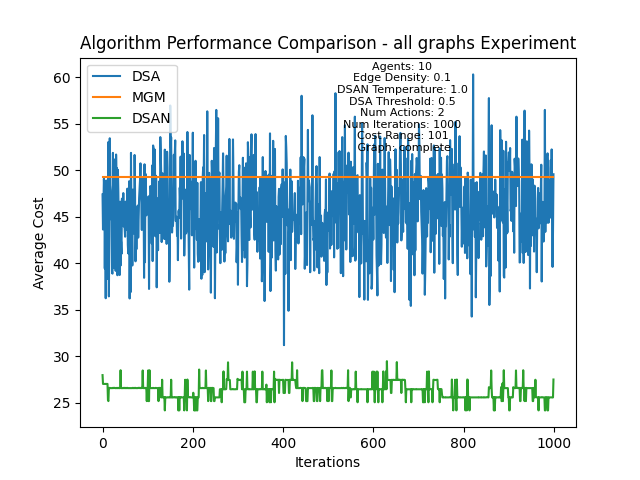 Algorithm Performance Comparison - all graphs Experiment
DSA
MGM
DSAN
Agents: 10
Edge Density: 0.1
DSAN Temperature: 1.0
DSA Threshold: 0.5
Num Actions: 2
Num Iterations: 1000
Cost Range: 101
Graph: complete
Average Cost
60
55
50
45
40
35
30
25
0
200
400
600
800
1000
Iterations